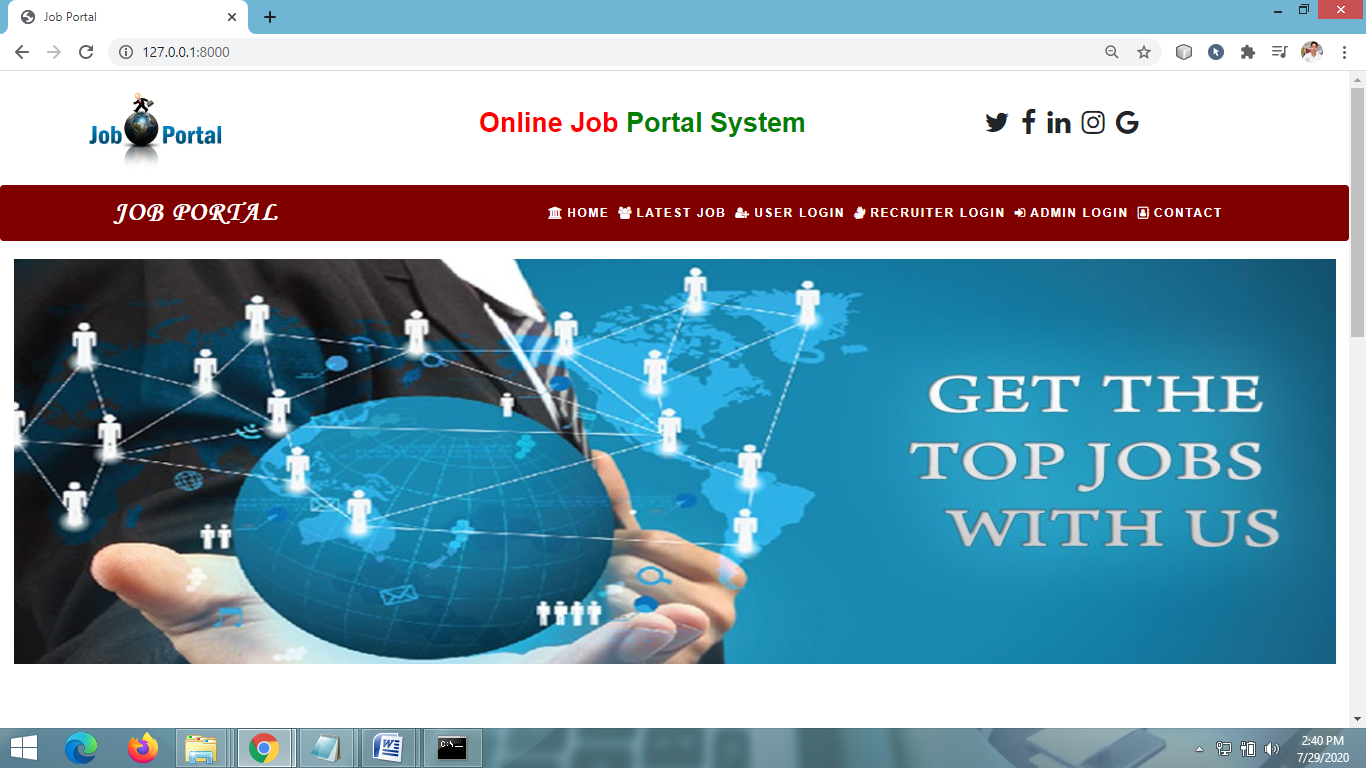 Job Portal
127.0.0.1:8000
Job Portal
Online Job Portal System
JOB PORTAL
HOME LATEST JOB USER LOGIN RECRUITER LOGIN ADMIN LOGIN CONTACT
GET THE
TOP JOBS
WITH US
C:\
2:40 PM
7/29/2020